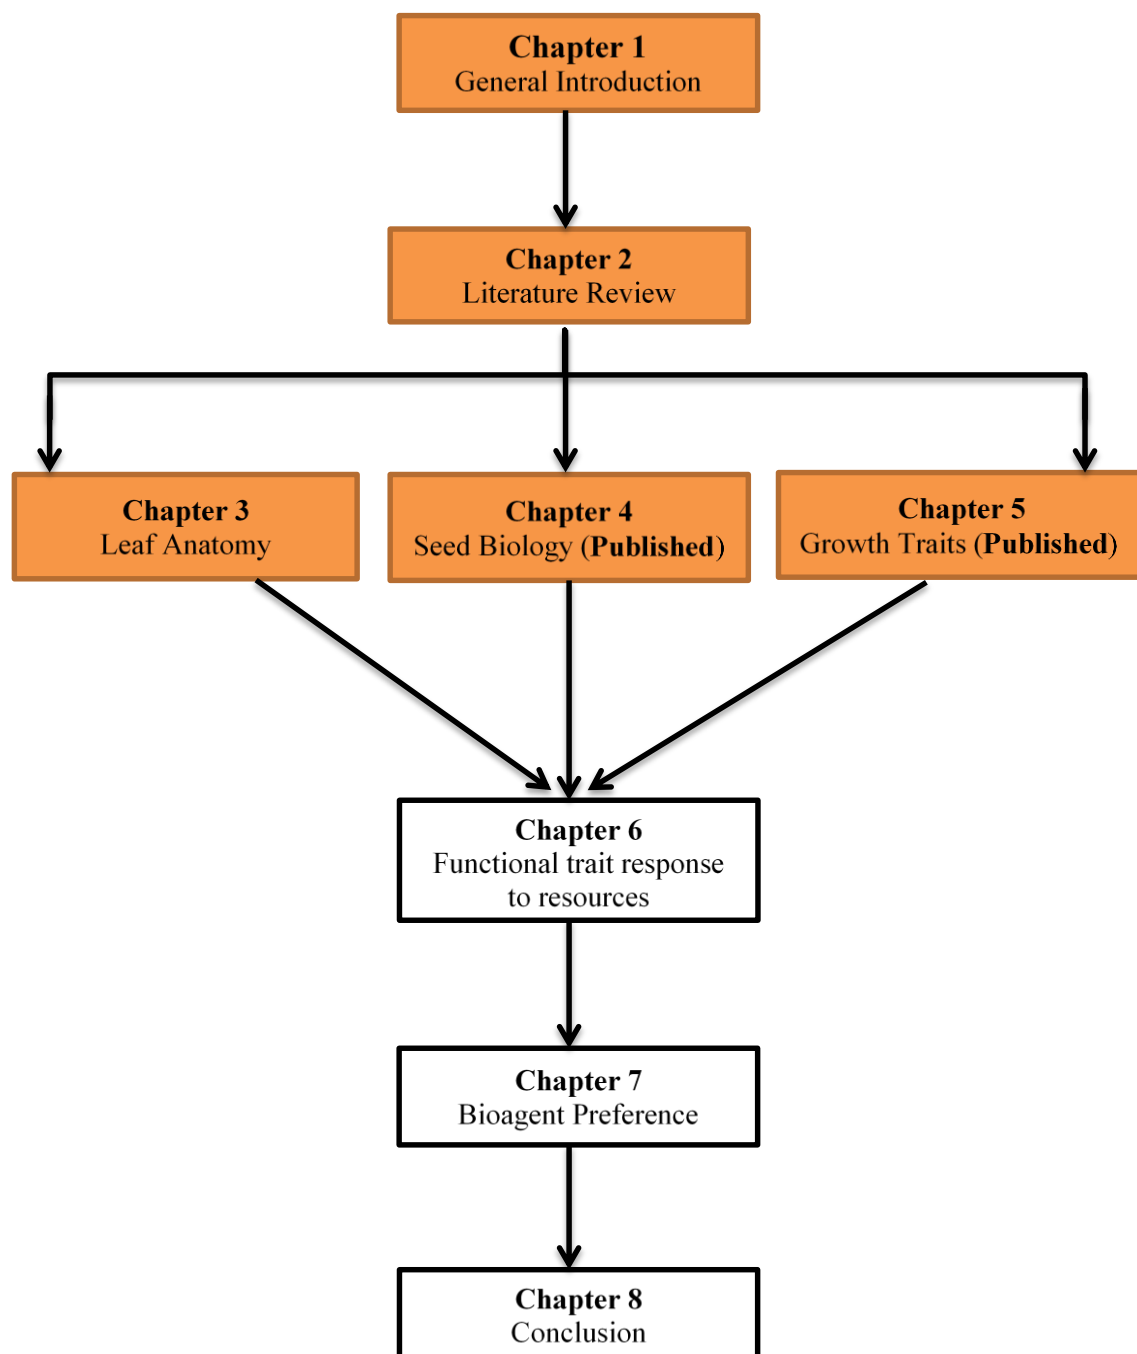 Chapter 1
General Introduction
Chapter 2
Literature Review
Chapter 3
Leaf Anatomy
Chapter 4
Seed Biology (Published)
Chapter 5
Growth Traits (Published)
Chapter 6
Functional trait response
to resources
Chapter 7
Bioagent Preference
Chapter 8
Conclusion